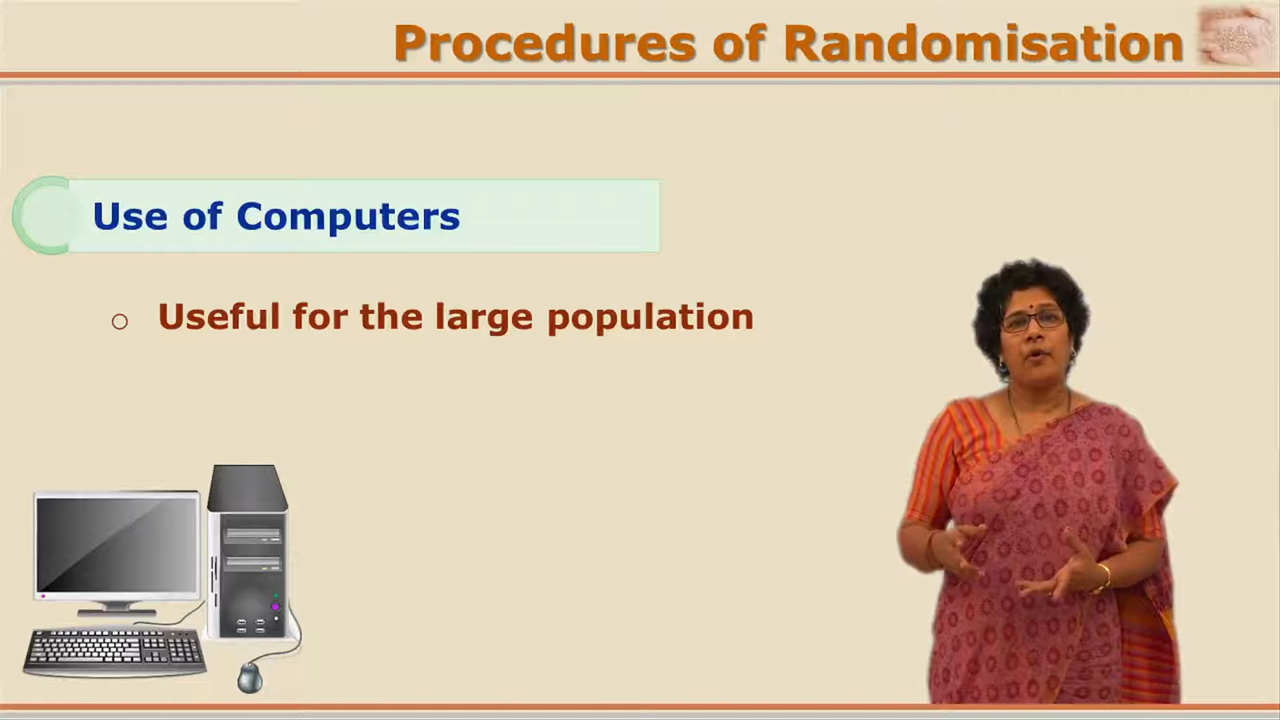 Procedures of Randomisation
Use of Computers
Useful for the large population